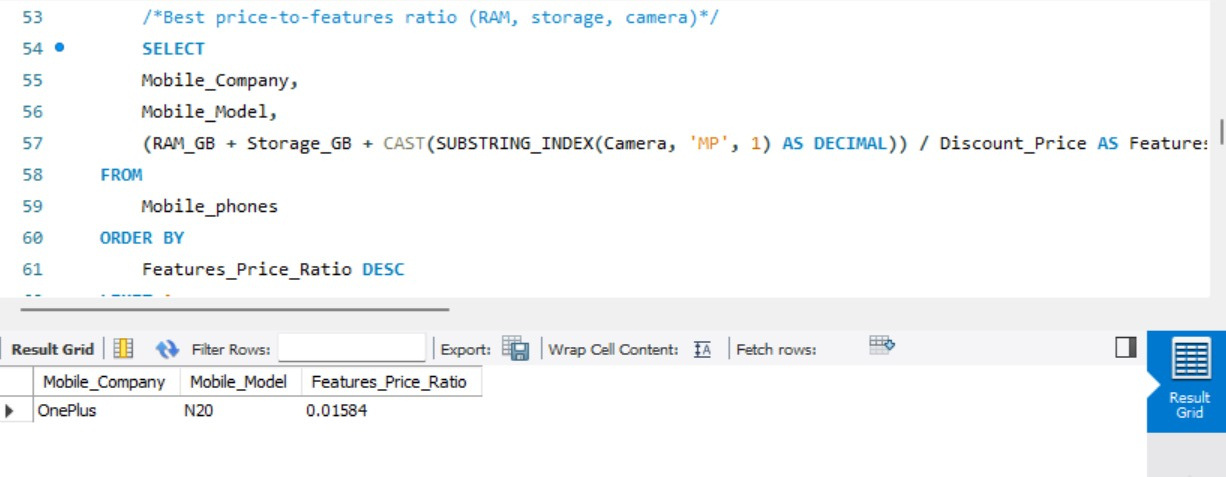 53 /*Best price-to-features ratio (RAM, storage, camera)*/
54 SELECT
55 Mobile_Company,
56 Mobile_Model,
57 (RAM_GB + Storage_GB + CAST(SUBSTRING_INDEX(Camera, 'MP', 1) AS DECIMAL)) / Discount_Price AS Features
58 FROM
59 Mobile_phones
60 ORDER BY
61 Features_Price_Ratio DESC
Result Grid Filter Rows: Export: Wrap Cell Content: Fetch rows:
Mobile_Company Mobile_Model Features_Price_Ratio
OnePlus N20 0.01584
Result
Grid